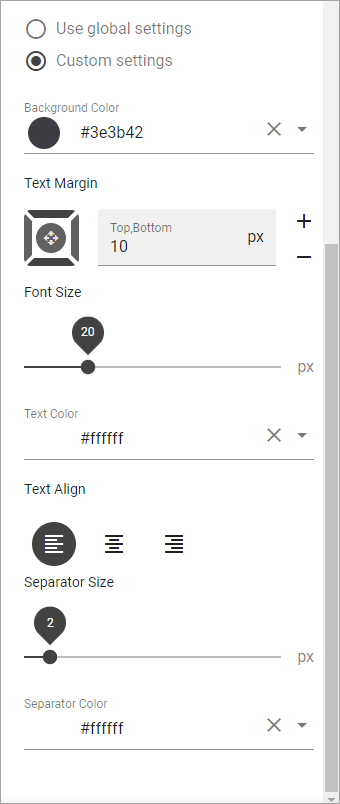 Use global settings
Custom settings
Background Color
#3e3b42
Text Margin
Top,Bottom
10 px
Font Size
20
px
Text Color
#ffffff
Text Align
Separator Size
2
px
Separator Color
#ffffff